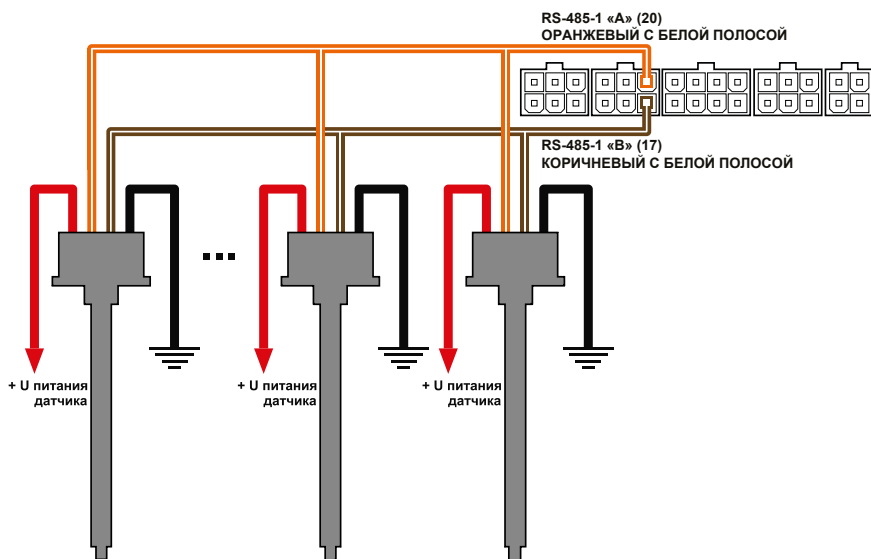 RS-485-1 «A» (20)
ОРАНЖЕВЫЙ С БЕЛОЙ ПОЛОСОЙ
RS-485-1 «B» (17)
КОРИЧНЕВЫЙ С БЕЛОЙ ПОЛОСОЙ
+ U питания
датчика
+ U питания
датчика
+ U питания
датчика